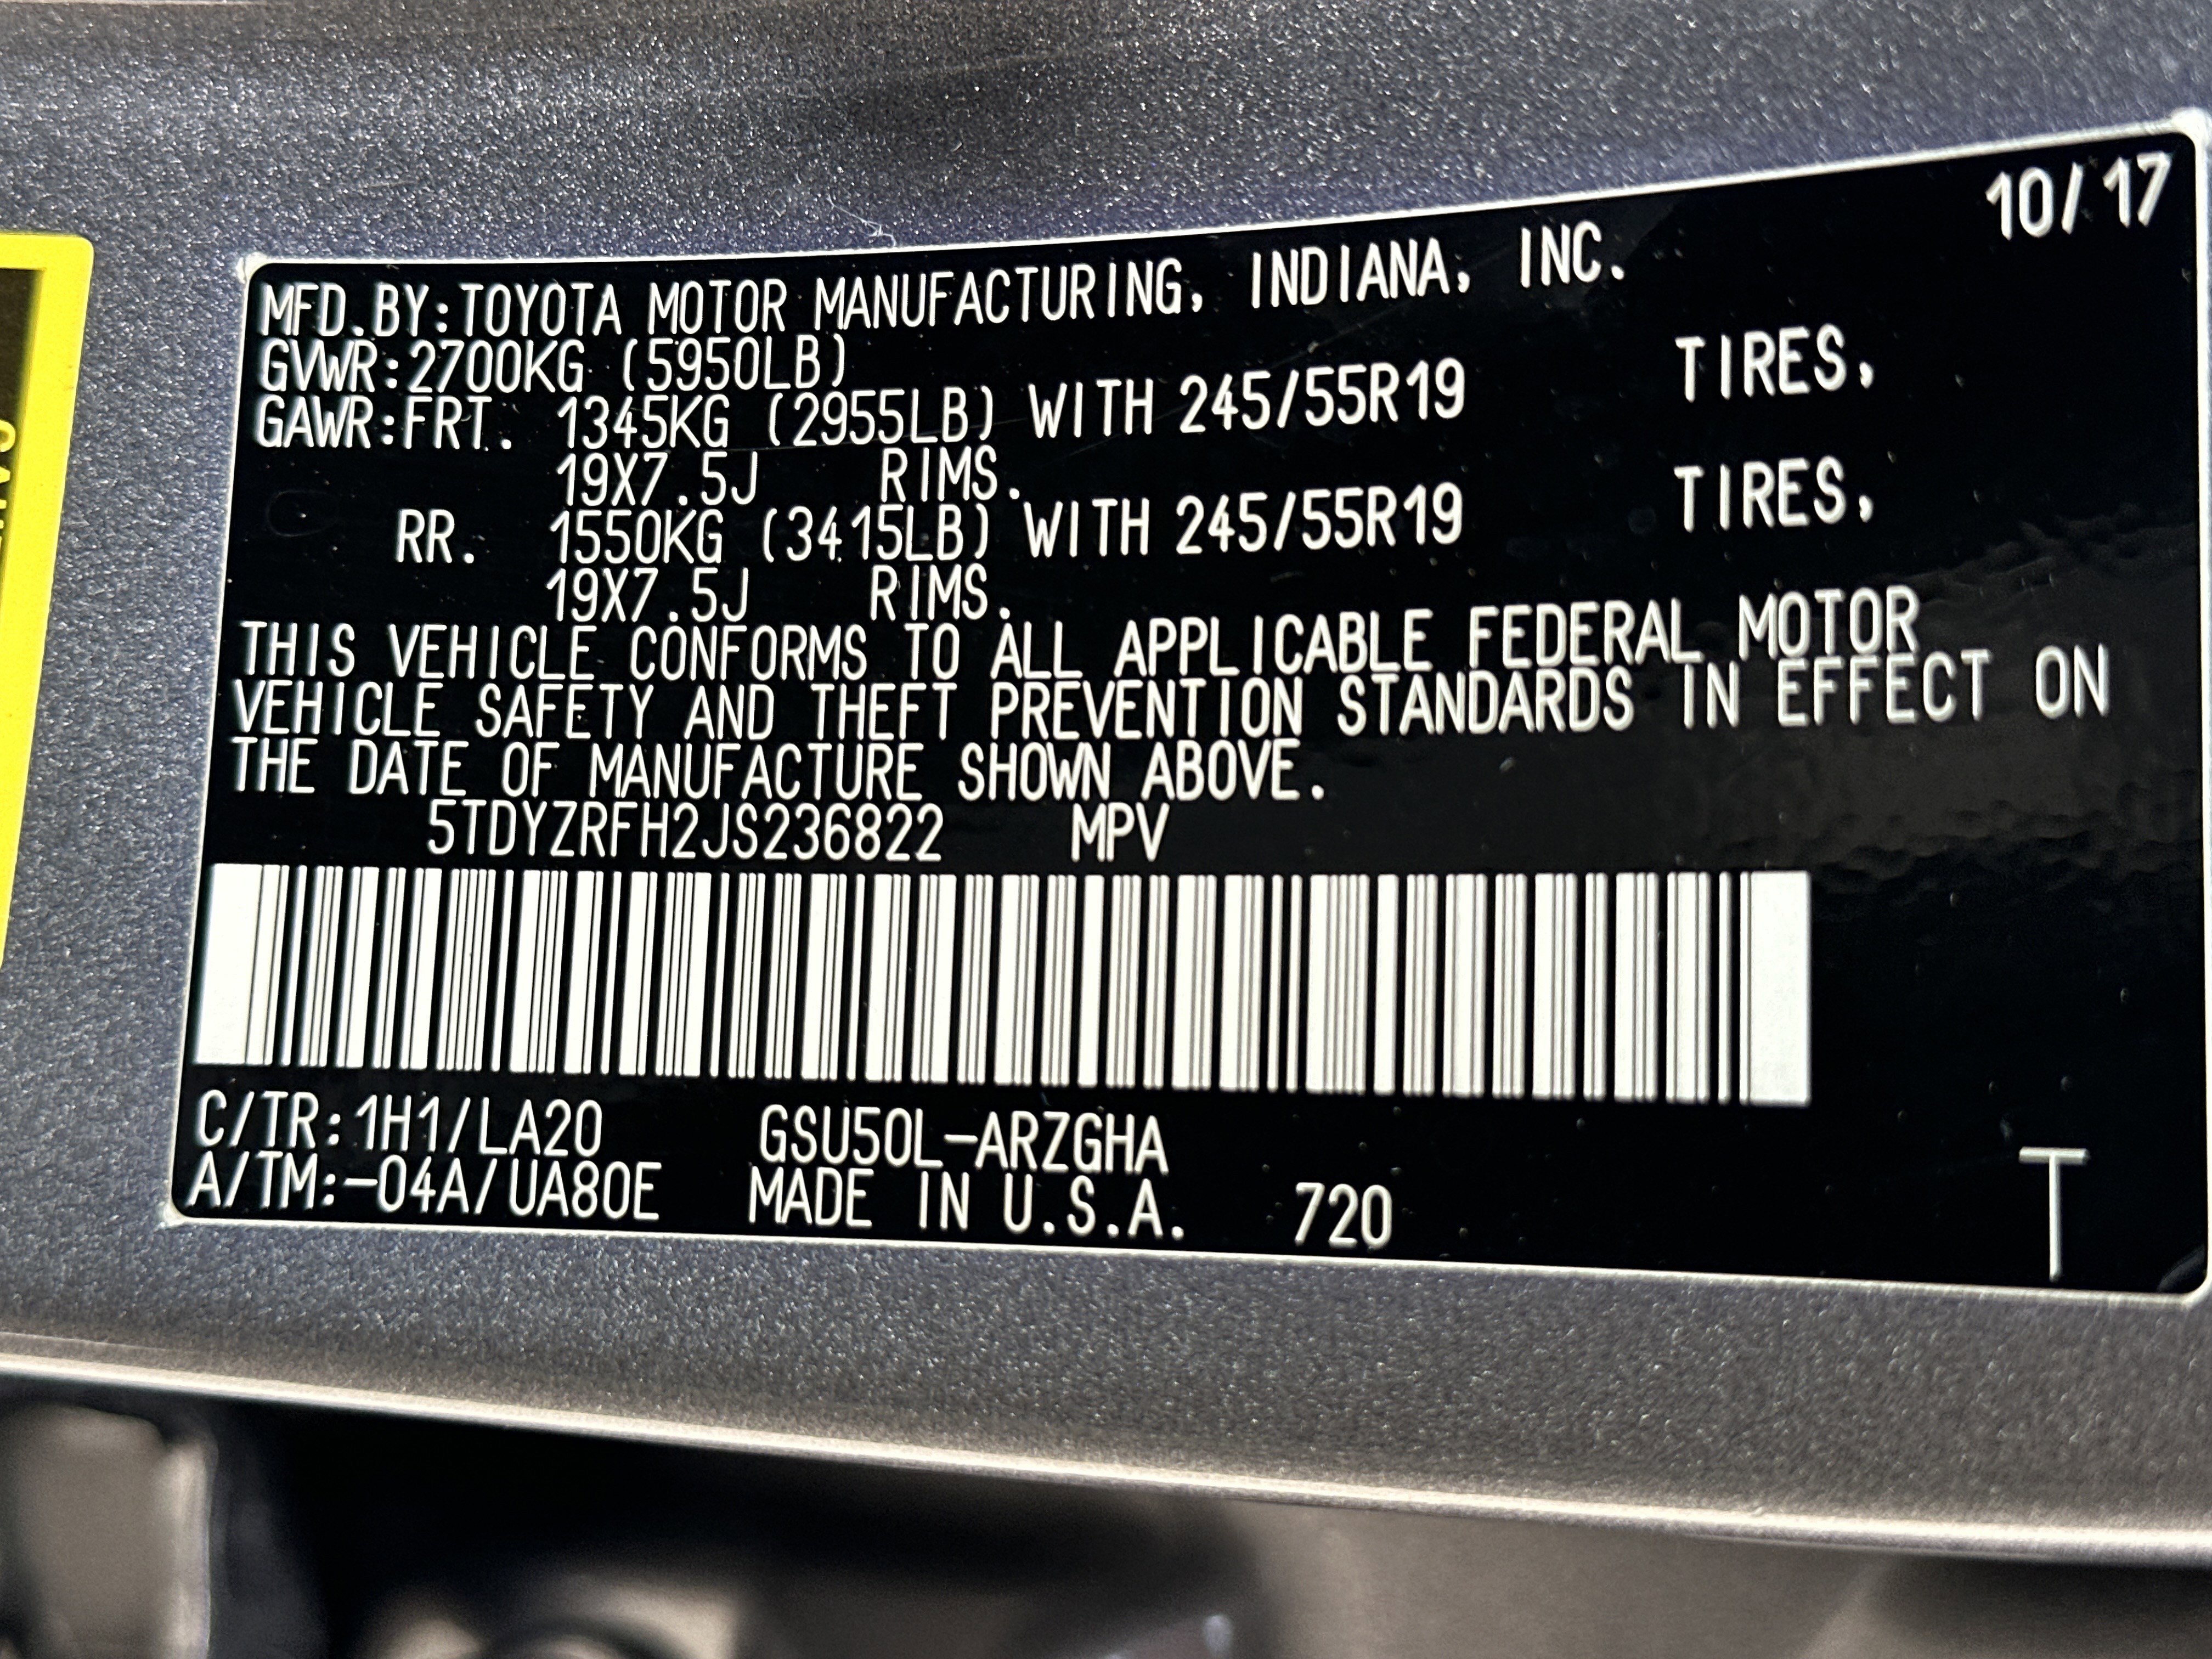 10/17
MFD.BY:TOYOTA MOTOR MANUFACTURING, INDIANA, INC.
GVWR:2700KG (5950LB)
GAWR:FRT. 1345KG (2955LB) WITH 245/55R19 TIRES,
19X7.5J RIMS.
RR. 1550KG (3415LB) WITH 245/55R19 TIRES,
19X7.5J RIMS.
THIS VEHICLE CONFORMS TO ALL APPLICABLE FEDERAL MOTOR
VEHICLE SAFETY AND THEFT PREVENTION STANDARDS IN EFFECT ON
THE DATE OF MANUFACTURE SHOWN ABOVE.
5TDYZRFH2JS236822 MPV
C/TR:1H1/LA20 GSU50L-ARZGHA
A/TM:-04A/UA80E MADE IN U.S.A. 720
T